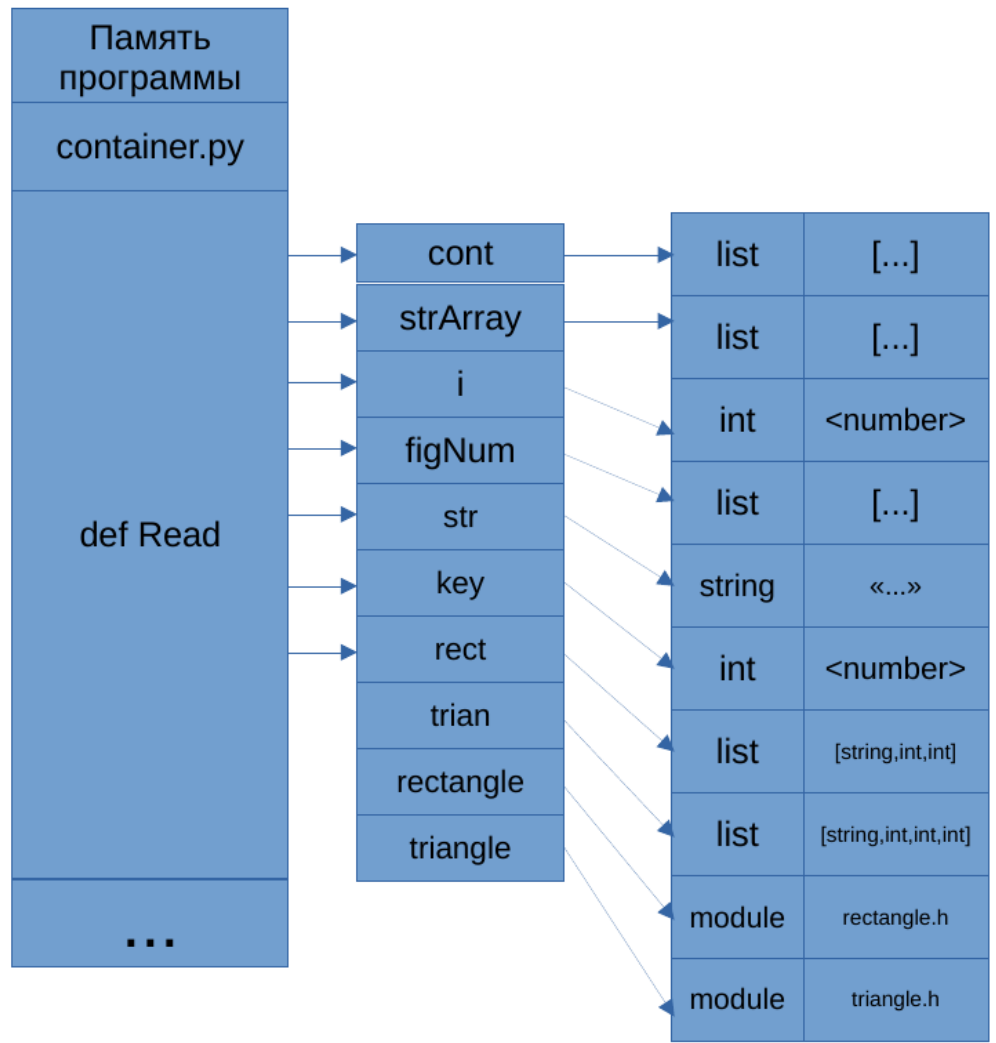 Память
программы
container.py
def Read
...
cont
strArray
i
figNum
str
key
rect
trian
rectangle
triangle
list [...]
list [...]
int <number>
list [...]
string «...»
int <number>
list [string,int,int]
list [string,int,int,int]
module rectangle.h
module triangle.h